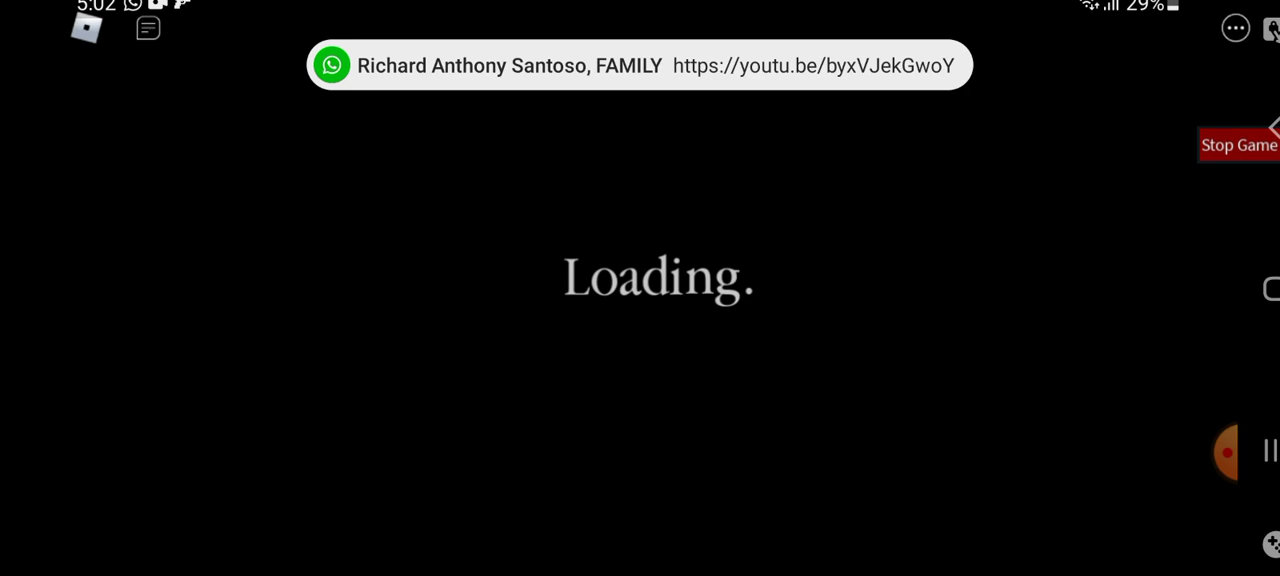 5:02
29%
Richard Anthony Santoso, FAMILY https://youtu.be/byxVJekGwoY
Stop Game
Loading.